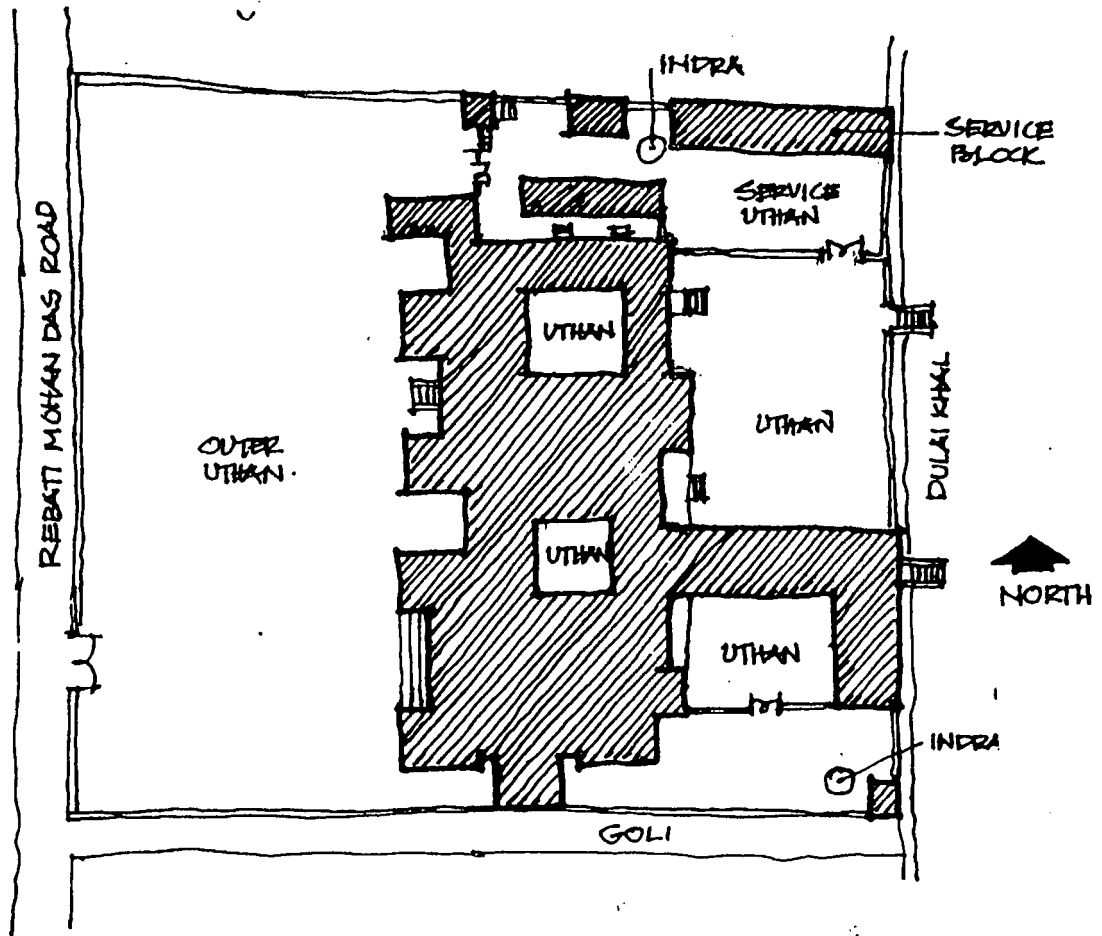 INDRA
SERVICE
BLOCK
SERVICE
UTHAN
REBATI MOHAN DAS ROAD
UTHAN
OUTER
UTHAN.
UTHAN
DULAI KHAL
UTHAN
NORTH
UTHAN
INDRA
GOLI